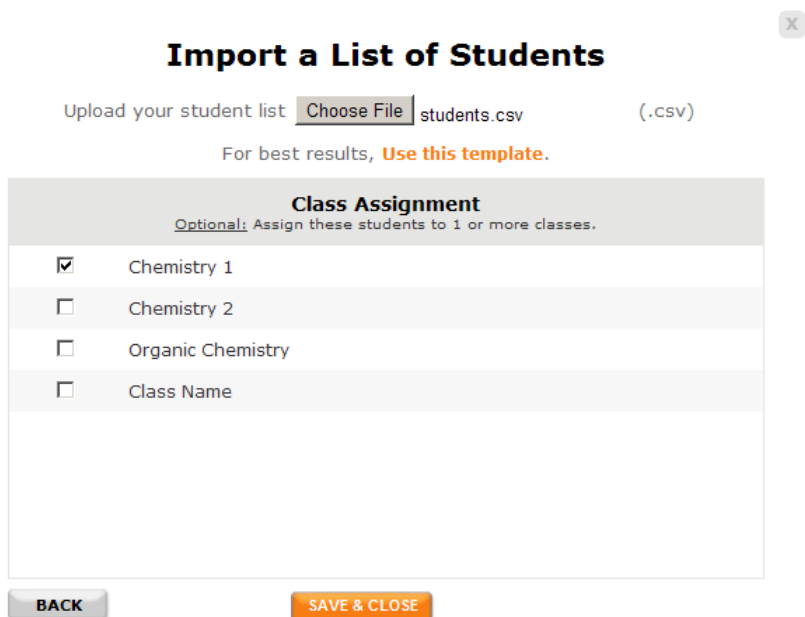 X
Import a List of Students
Upload your student list Choose File students.csv (.csv)
For best results, Use this template.
Class Assignment
Optional: Assign these students to 1 or more classes.
Chemistry 1
Chemistry 2
Organic Chemistry
Class Name
BACK SAVE & CLOSE